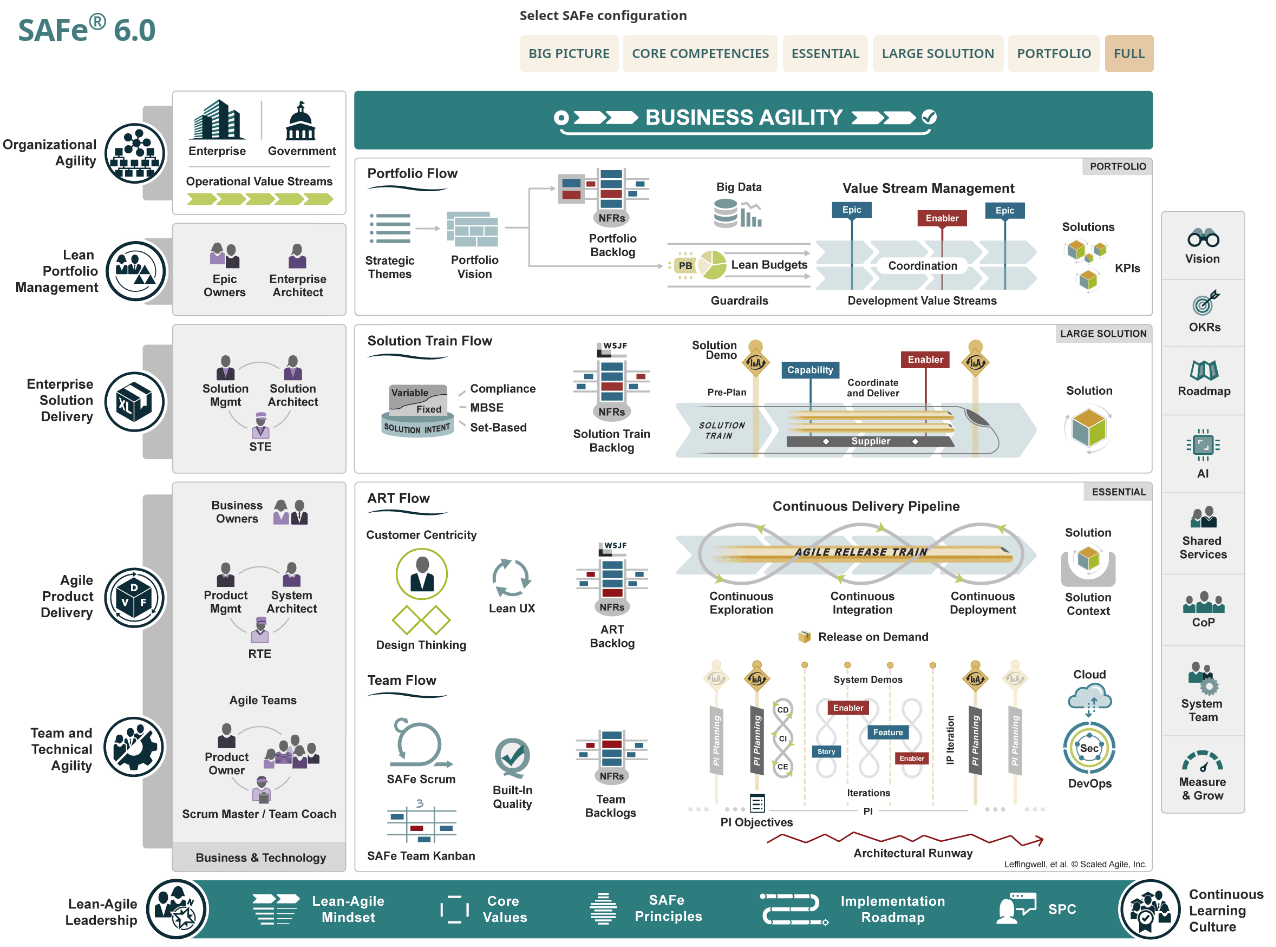 SAFe® 6.0
Select SAFe configuration
BIG PICTURE
CORE COMPETENCIES
ESSENTIAL
LARGE SOLUTION
PORTFOLIO
FULL
Organizational
Agility
Enterprise
Government
Operational Value Streams
BUSINESS AGILITY
Lean
Portfolio
Management
Epic
Owners
Enterprise
Architect
PORTFOLIO
Portfolio Flow
Strategic
Themes
Portfolio
Vision
NFRs
Portfolio
Backlog
Big Data
PB
Lean Budgets
Guardrails
Value Stream Management
Epic
Enabler
Epic
Coordination
Development Value Streams
Solutions
KPIs
Enterprise
Solution
Delivery
XL
Solution
Mgmt
Solution
Architect
STE
LARGE SOLUTION
Solution Train Flow
Variable
Fixed
SOLUTION INTENT
Compliance
MBSE
Set-Based
WSJF
NFRs
Solution Train
Backlog
Solution
Demo
I&A
Pre-Plan
Capability
Coordinate
and Deliver
Enabler
I&A
SOLUTION
TRAIN
Supplier
Solution
Agile
Product
Delivery
D
V F
Business
Owners
Product
Mgmt
System
Architect
RTE
ESSENTIAL
ART Flow
Customer Centricity
Design Thinking
Lean UX
WSJF
NFRs
ART
Backlog
Continuous Delivery Pipeline
AGILE RELEASE TRAIN
Continuous
Exploration
Continuous
Integration
Continuous
Deployment
Release on Demand
Solution
Solution
Context
Team and
Technical
Agility
Agile Teams
Product
Owner
Scrum Master / Team Coach
Business & Technology
Team Flow
SAFe Scrum
3
SAFe Team Kanban
Built-In
Quality
NFRs
Team
Backlogs
I&A
I&A
I&A
I&A
PI Planning
PI Planning
CD
CI
CE
System Demos
Enabler
Feature
Story
Enabler
IP Iteration
PI Planning
PI Planning
Iterations
PI
PI Objectives
Architectural Runway
Cloud
Sec
DevOps
Leffingwell, et al. © Scaled Agile, Inc.
Vision
OKRs
Roadmap
AI
Shared
Services
CoP
System
Team
Measure
& Grow
Lean-Agile
Leadership
N
Lean-Agile
Mindset
Core
Values
SAFe
Principles
Implementation
Roadmap
SPC
Continuous
Learning
Culture